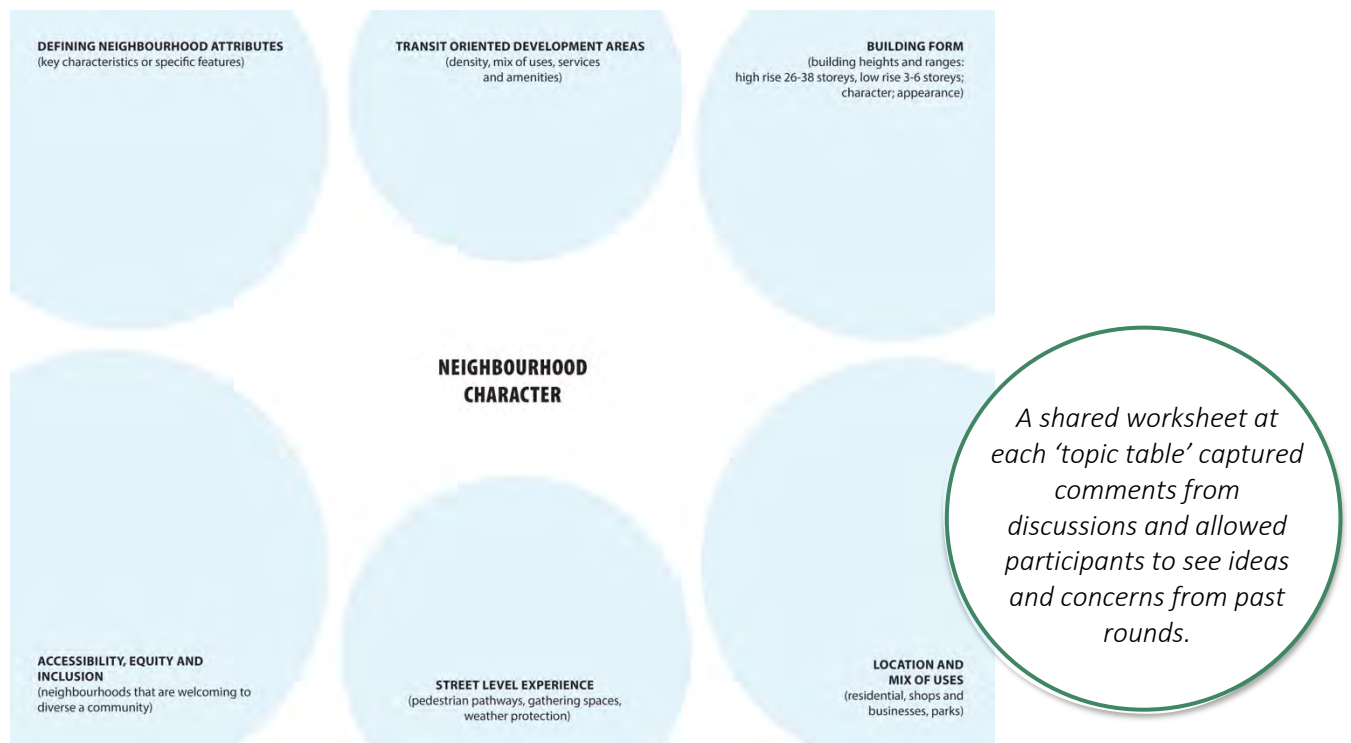 DEFINING NEIGHBOURHOOD ATTRIBUTES
(key characteristics or specific features)
TRANSIT ORIENTED DEVELOPMENT AREAS
(density, mix of uses, services
and amenities)
BUILDING FORM
(building heights and ranges:
high rise 26-38 storeys, low rise 3-6 storeys;
character; appearance)
NEIGHBOURHOOD
CHARACTER
A shared worksheet at
each ‘topic table’ captured
comments from
discussions and allowed
participants to see ideas
and concerns from past
rounds.
ACCESSIBILITY, EQUITY AND
INCLUSION
(neighbourhoods that are welcoming to
diverse a community)
STREET LEVEL EXPERIENCE
(pedestrian pathways, gathering spaces,
weather protection)
LOCATION AND
MIX OF USES
(residential, shops and
businesses, parks)